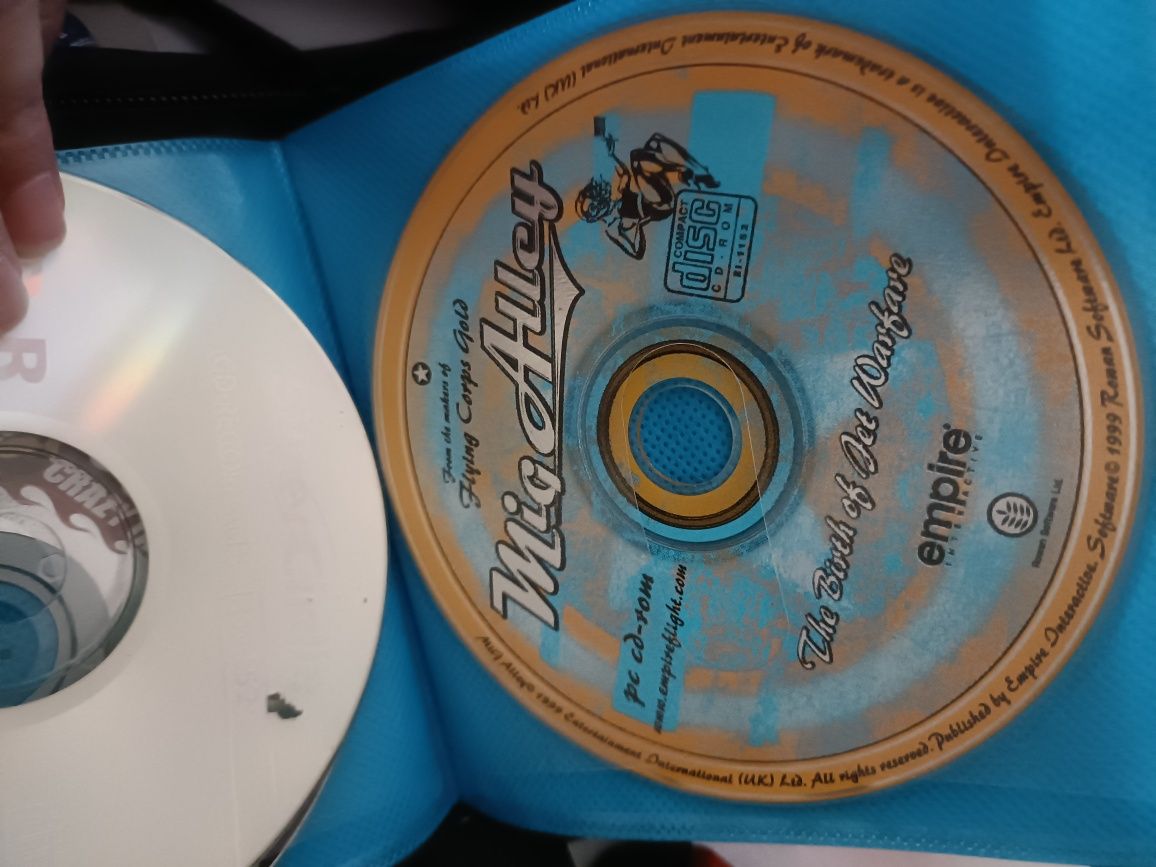 From the makers of
Flying Corps Gold
Mig Alley
COMPACT
disc
CD-ROM
RI-1152
pc cd-rom
www.empireflight.com
The Birth of Jet Warfare
empire
INTERACTIVE
Rowan Software Ltd.
Mig Alley ©1999 Entertainment International (UK) Ltd. All rights reserved. Published by Empire Interactive. Software © 1999 Rowan Software Ltd. Empire Interactive is a trademark of Entertainment International (UK) Ltd.
R
CRAZY